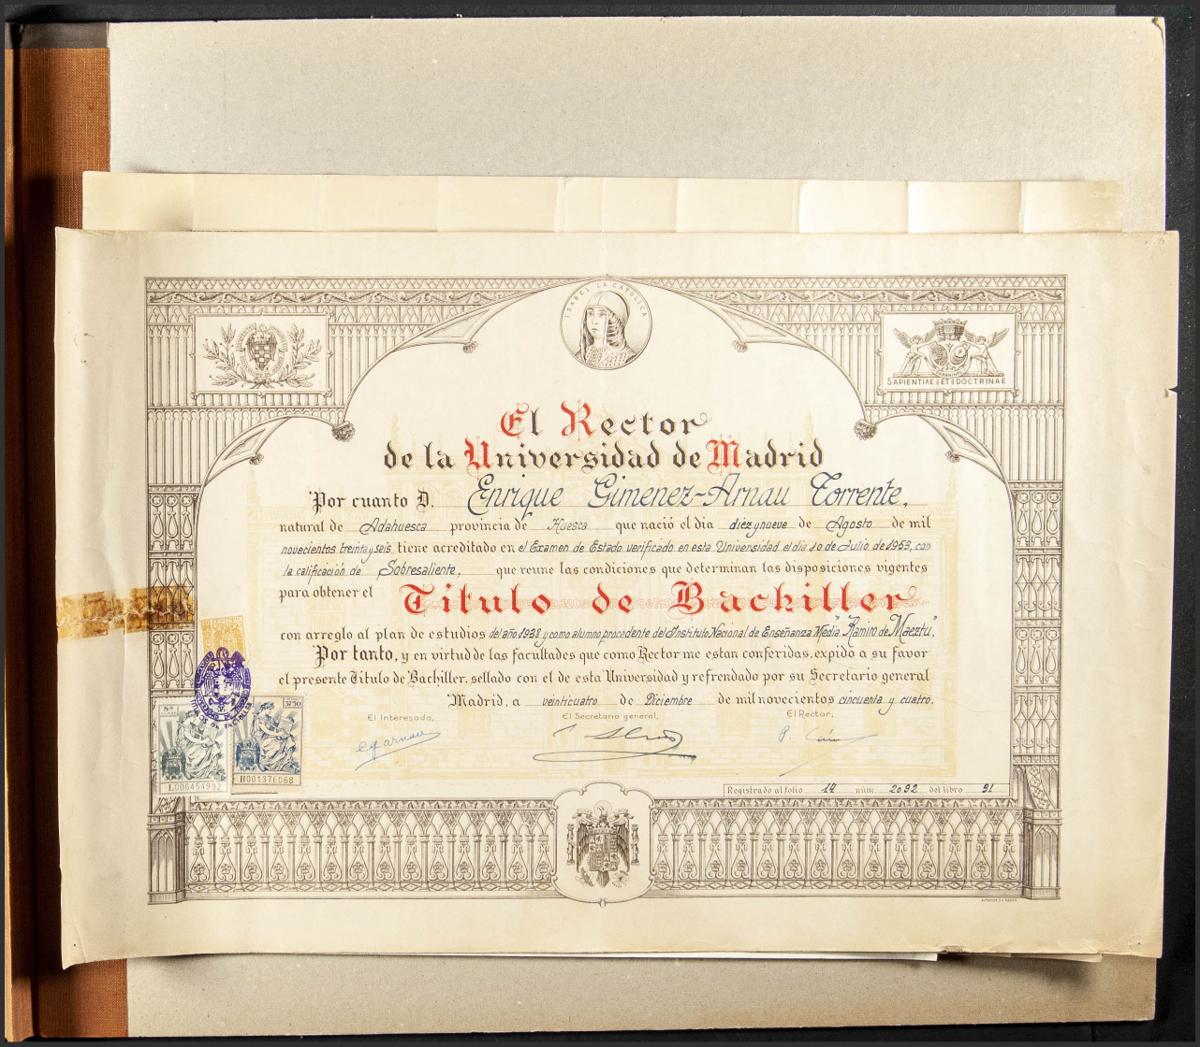 ISABEL LA CATOLICA
SAPIENTIAE ET DOCTRINAE
El Rector
de la Universidad de Madrid
Por cuanto D. Enrique Gimenez-Arnau Torrente,
natural de Adahuesca provincia de Huesca que nació el día diez y nueve de Agosto de mil
novecientos treinta y seis, tiene acreditado en el Examen de Estado verificado en esta Universidad el día 10 de Julio de 1953, con
la calificación de Sobresaliente, que reune las condiciones que determinan las disposiciones vigentes
para obtener el Título de Bachiller
con arreglo al plan de estudios del año 1938 y como alumno procedente del Instituto Nacional de Enseñanza Media "Ramiro de Maeztu",
Por tanto, y en virtud de las facultades que como Rector me estan conferidas, expido a su favor
el presente Título de Bachiller, sellado con el de esta Universidad y refrendado por su Secretario general
Madrid, a veinticuatro de Diciembre de mil novecientos cincuenta y cuatro.
El Interesado, El Secretario general, El Rector,
egarnau
L006454992 B00137E068
Registrado al folio 14 núm. 2092 del libro 91